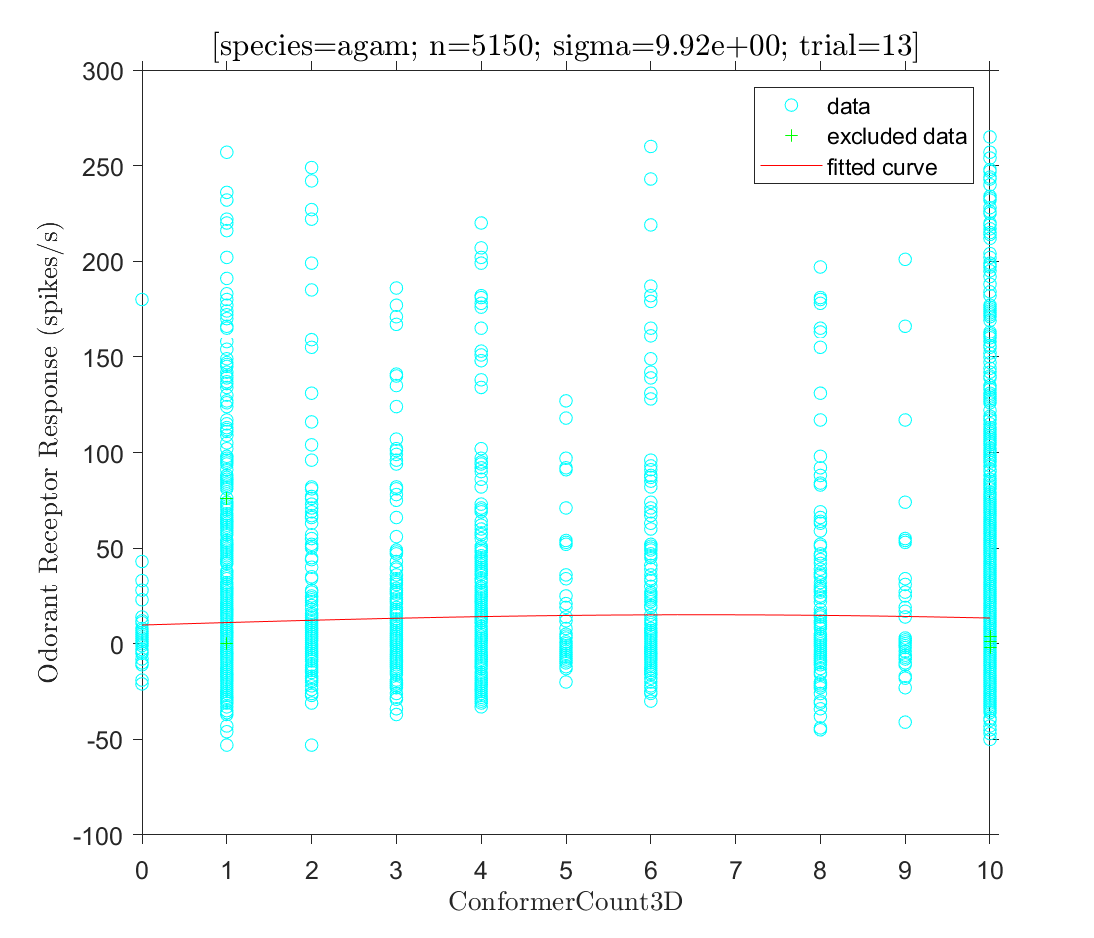 [species=agam; n=5150; sigma=9.92e+00; trial=13]
300
250
200
150
100
50
0
-50
-100
Odorant Receptor Response (spikes/s)
data
excluded data
fitted curve
0 1 2 3 4 5 6 7 8 9 10
ConformerCount3D